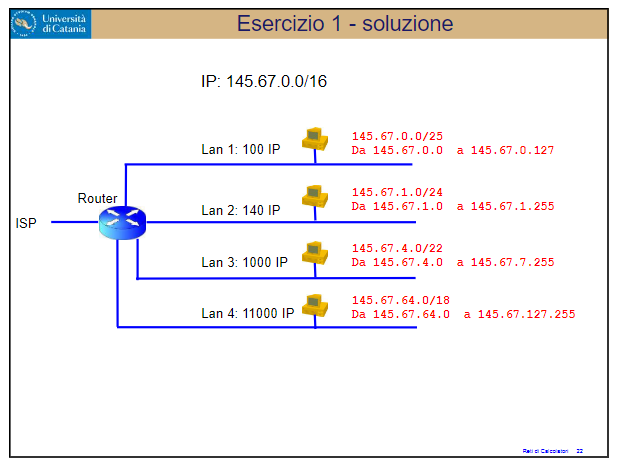 Università
di Catania
Esercizio 1 - soluzione
IP: 145.67.0.0/16
145.67.0.0/25
Lan 1: 100 IP
Da 145.67.0.0 a 145.67.0.127
Router
145.67.1.0/24
Lan 2: 140 IP
Da 145.67.1.0 a 145.67.1.255
ISP
145.67.4.0/22
Lan 3: 1000 IP
Da 145.67.4.0 a 145.67.7.255
145.67.64.0/18
Lan 4: 11000 IP
Da 145.67.64.0 a 145.67.127.255
Reti di Calcolatori 22